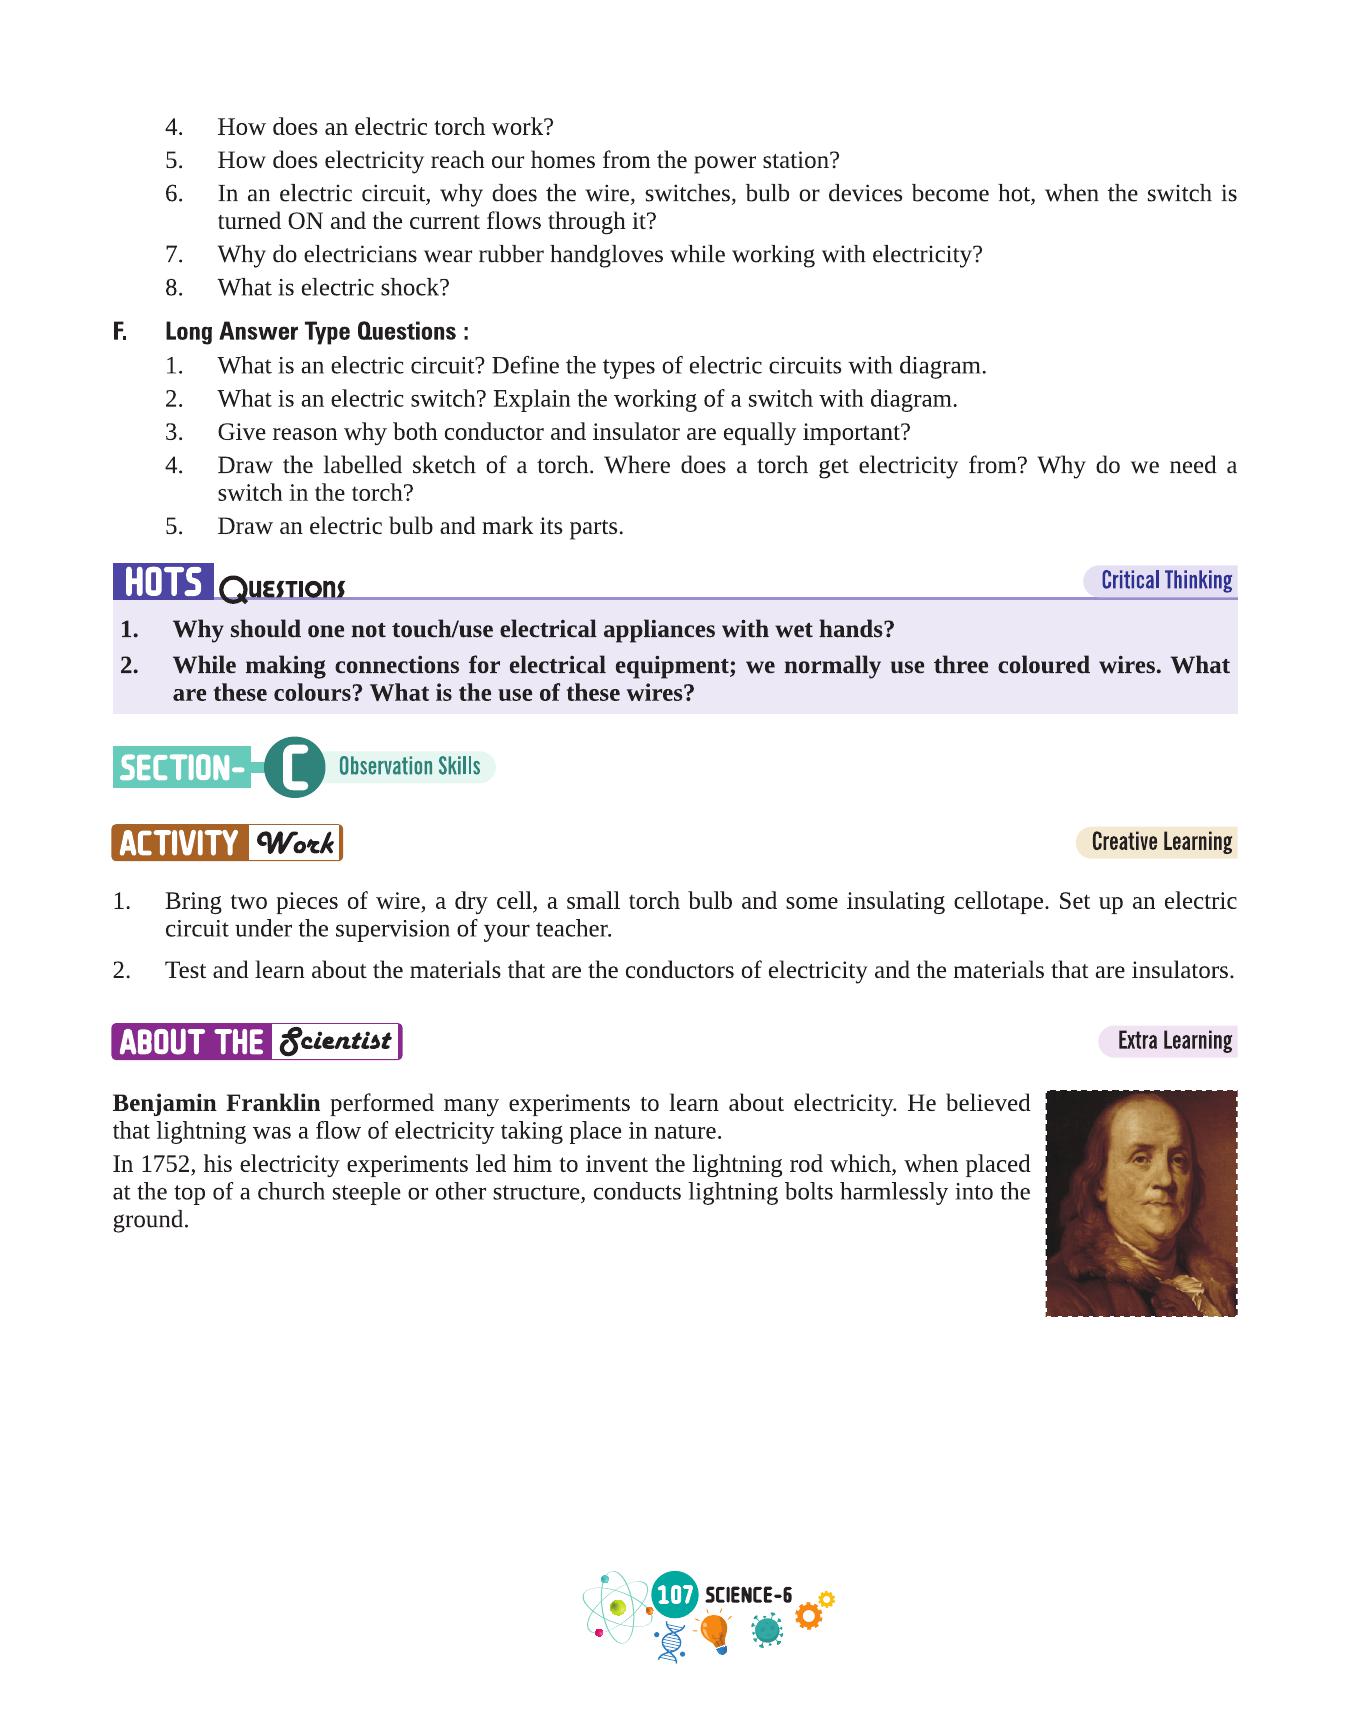 4. How does an electric torch work?
5. How does electricity reach our homes from the power station?
6. In an electric circuit, why does the wire, switches, bulb or devices become hot, when the switch is
turned ON and the current flows through it?
7. Why do electricians wear rubber handgloves while working with electricity?
8. What is electric shock?
F. Long Answer Type Questions :
1. What is an electric circuit? Define the types of electric circuits with diagram.
2. What is an electric switch? Explain the working of a switch with diagram.
3. Give reason why both conductor and insulator are equally important?
4. Draw the labelled sketch of a torch. Where does a torch get electricity from? Why do we need a
switch in the torch?
5. Draw an electric bulb and mark its parts.
HOTS QUESTIONS Critical Thinking
1. Why should one not touch/use electrical appliances with wet hands?
2. While making connections for electrical equipment; we normally use three coloured wires. What
are these colours? What is the use of these wires?
SECTION- C Observation Skills
ACTIVITY Work Creative Learning
1. Bring two pieces of wire, a dry cell, a small torch bulb and some insulating cellotape. Set up an electric
circuit under the supervision of your teacher.
2. Test and learn about the materials that are the conductors of electricity and the materials that are insulators.
ABOUT THE Scientist Extra Learning
Benjamin Franklin performed many experiments to learn about electricity. He believed
that lightning was a flow of electricity taking place in nature.
In 1752, his electricity experiments led him to invent the lightning rod which, when placed
at the top of a church steeple or other structure, conducts lightning bolts harmlessly into the
ground.
107 SCIENCE-6